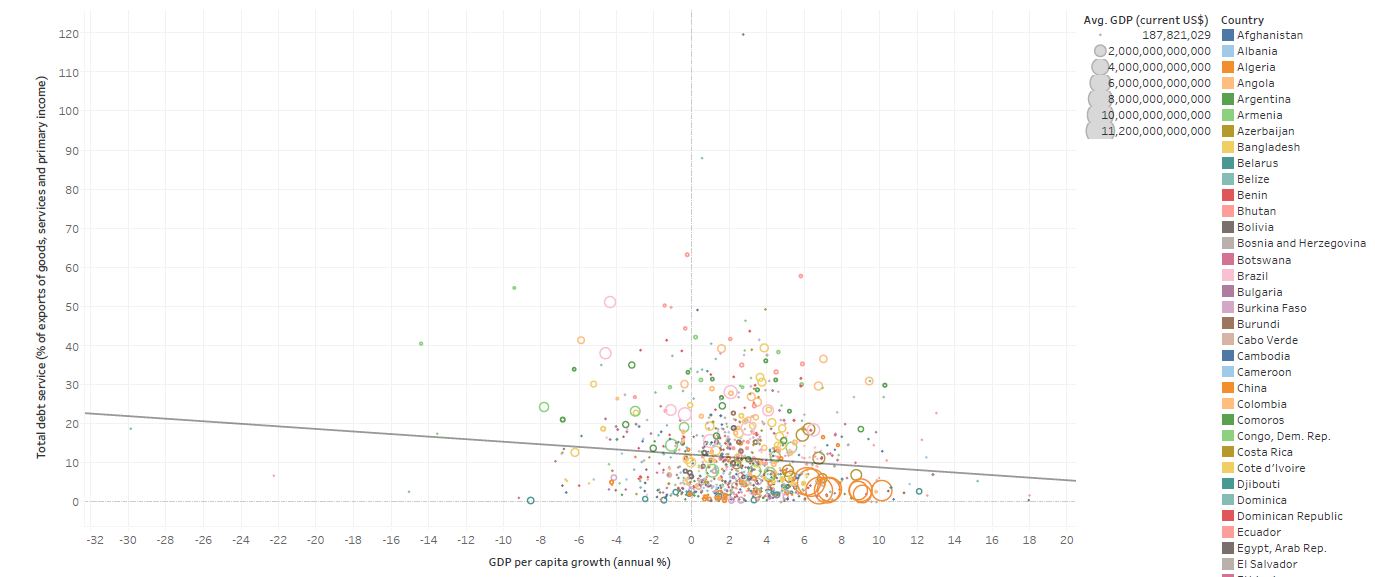 Total debt service (% of exports of goods, services and primary income)
120
110
100
90
80
70
60
50
40
30
20
10
0
-32 -30 -28 -26 -24 -22 -20 -18 -16 -14 -12 -10 -8 -6 -4 -2 0 2 4 6 8 10 12 14 16 18 20
GDP per capita growth (annual %)
Avg. GDP (current US$)
187,821,029
2,000,000,000,000
4,000,000,000,000
6,000,000,000,000
8,000,000,000,000
10,000,000,000,000
11,200,000,000,000
Country
Afghanistan
Albania
Algeria
Angola
Argentina
Armenia
Azerbaijan
Bangladesh
Belarus
Belize
Benin
Bhutan
Bolivia
Bosnia and Herzegovina
Botswana
Brazil
Bulgaria
Burkina Faso
Burundi
Cabo Verde
Cambodia
Cameroon
China
Colombia
Comoros
Congo, Dem. Rep.
Costa Rica
Cote d'Ivoire
Djibouti
Dominica
Dominican Republic
Ecuador
Egypt, Arab Rep.
El Salvador